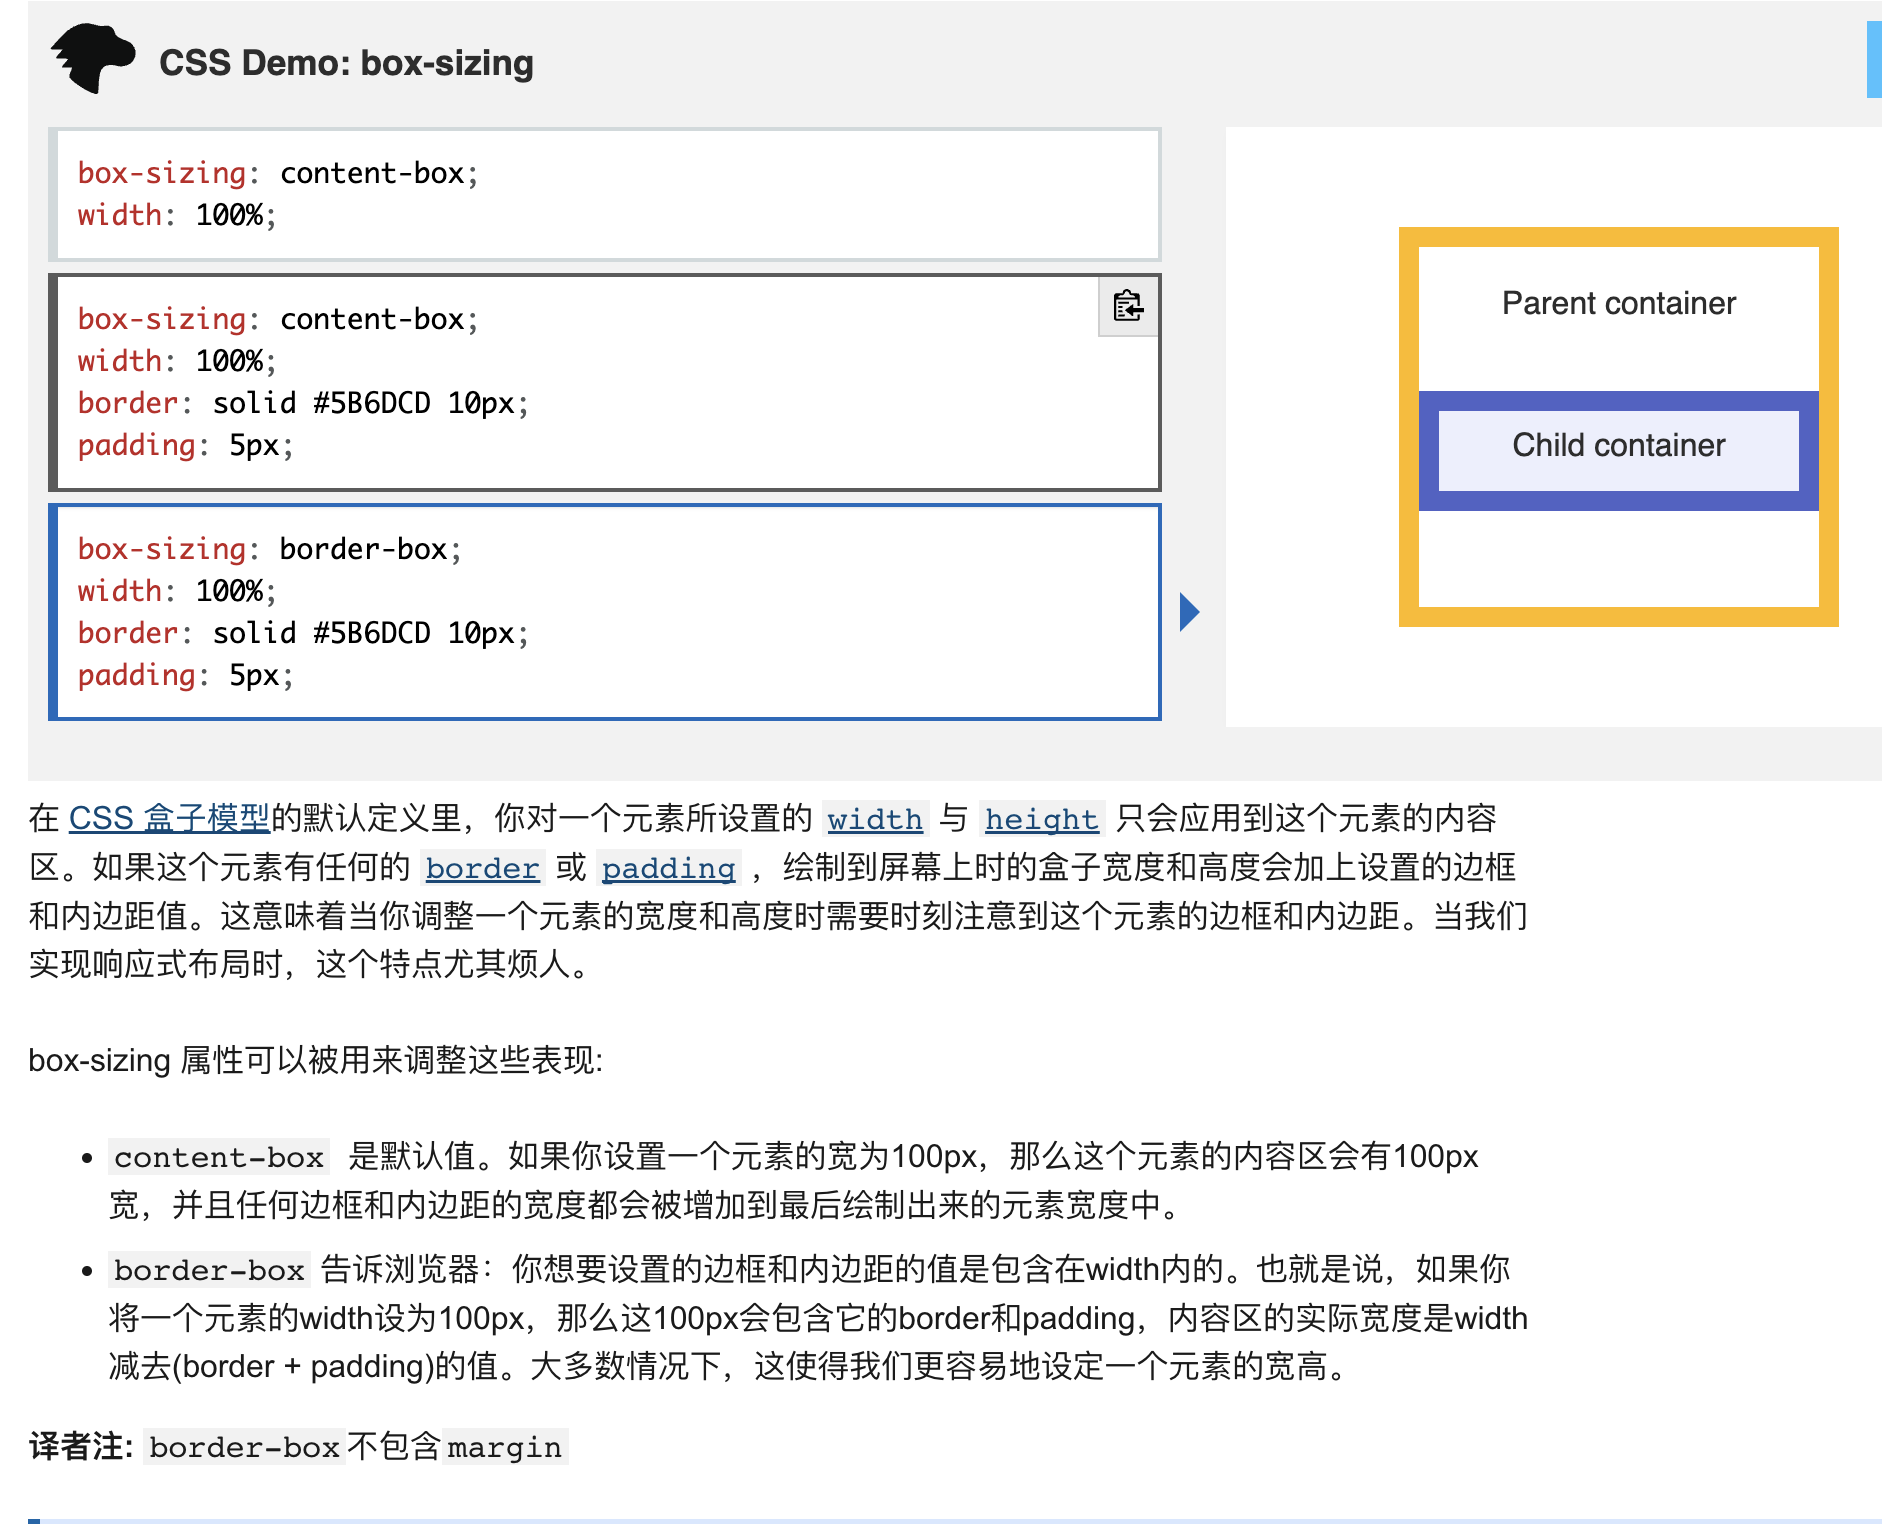 CSS Demo: box-sizing
box-sizing: content-box;
width: 100%;
box-sizing: content-box;
width: 100%;
border: solid #5B6DCD 10px;
padding: 5px;
box-sizing: border-box;
width: 100%;
border: solid #5B6DCD 10px;
padding: 5px;
Parent container
Child container
在 CSS 盒子模型的默认定义里，你对一个元素所设置的 width 与 height 只会应用到这个元素的内容
区。如果这个元素有任何的 border 或 padding ，绘制到屏幕上时的盒子宽度和高度会加上设置的边框
和内边距值。这意味着当你调整一个元素的宽度和高度时需要时刻注意到这个元素的边框和内边距。当我们
实现响应式布局时，这个特点尤其烦人。
box-sizing 属性可以被用来调整这些表现:
• content-box 是默认值。如果你设置一个元素的宽为100px，那么这个元素的内容区会有100px
宽，并且任何边框和内边距的宽度都会被增加到最后绘制出来的元素宽度中。
• border-box 告诉浏览器：你想要设置的边框和内边距的值是包含在width内的。也就是说，如果你
将一个元素的width设为100px，那么这100px会包含它的border和padding，内容区的实际宽度是width
减去(border + padding)的值。大多数情况下，这使得我们更容易地设定一个元素的宽高。
译者注: border-box不包含margin